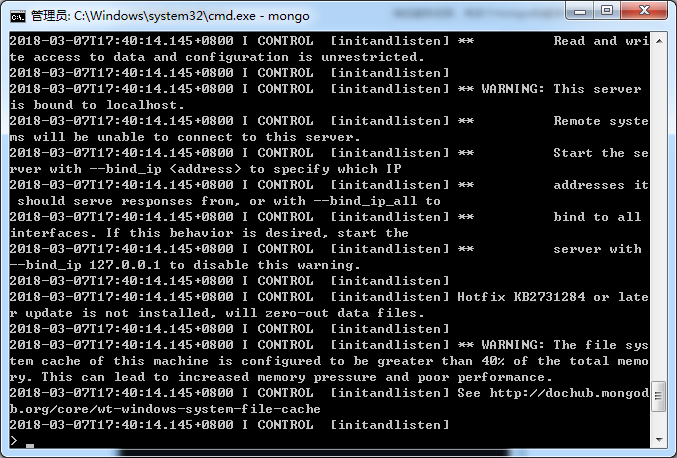 管理员: C:\Windows\system32\cmd.exe - mongo
2018-03-07T17:40:14.145+0800 I CONTROL  [initandlisten] **          Read and wri
te access to data and configuration is unrestricted.
2018-03-07T17:40:14.145+0800 I CONTROL  [initandlisten]
2018-03-07T17:40:14.145+0800 I CONTROL  [initandlisten] ** WARNING: This server
is bound to localhost.
2018-03-07T17:40:14.145+0800 I CONTROL  [initandlisten] **          Remote syste
ms will be unable to connect to this server.
2018-03-07T17:40:14.145+0800 I CONTROL  [initandlisten] **          Start the se
rver with --bind_ip <address> to specify which IP
2018-03-07T17:40:14.145+0800 I CONTROL  [initandlisten] **          addresses it
 should serve responses from, or with --bind_ip_all to
2018-03-07T17:40:14.145+0800 I CONTROL  [initandlisten] **          bind to all
interfaces. If this behavior is desired, start the
2018-03-07T17:40:14.145+0800 I CONTROL  [initandlisten] **          server with
--bind_ip 127.0.0.1 to disable this warning.
2018-03-07T17:40:14.145+0800 I CONTROL  [initandlisten]
2018-03-07T17:40:14.145+0800 I CONTROL  [initandlisten] Hotfix KB2731284 or late
r update is not installed, will zero-out data files.
2018-03-07T17:40:14.145+0800 I CONTROL  [initandlisten]
2018-03-07T17:40:14.145+0800 I CONTROL  [initandlisten] ** WARNING: The file sys
tem cache of this machine is configured to be greater than 40% of the total memo
ry. This can lead to increased memory pressure and poor performance.
2018-03-07T17:40:14.145+0800 I CONTROL  [initandlisten] See http://dochub.mongod
b.org/core/wt-windows-system-file-cache
2018-03-07T17:40:14.145+0800 I CONTROL  [initandlisten]
> _